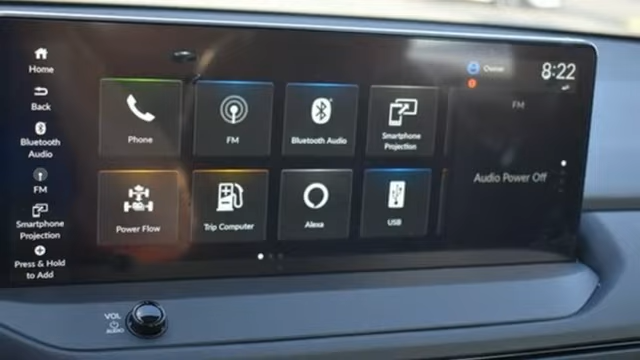 Home
Back
Bluetooth
Audio
FM
Smartphone
Projection
Press & Hold
to Add
Phone
FM
Bluetooth Audio
Smartphone
Projection
Power Flow
Trip Computer
Alexa
USB
Owner
8:22
FM
Audio Power Off
VOL
AUDIO